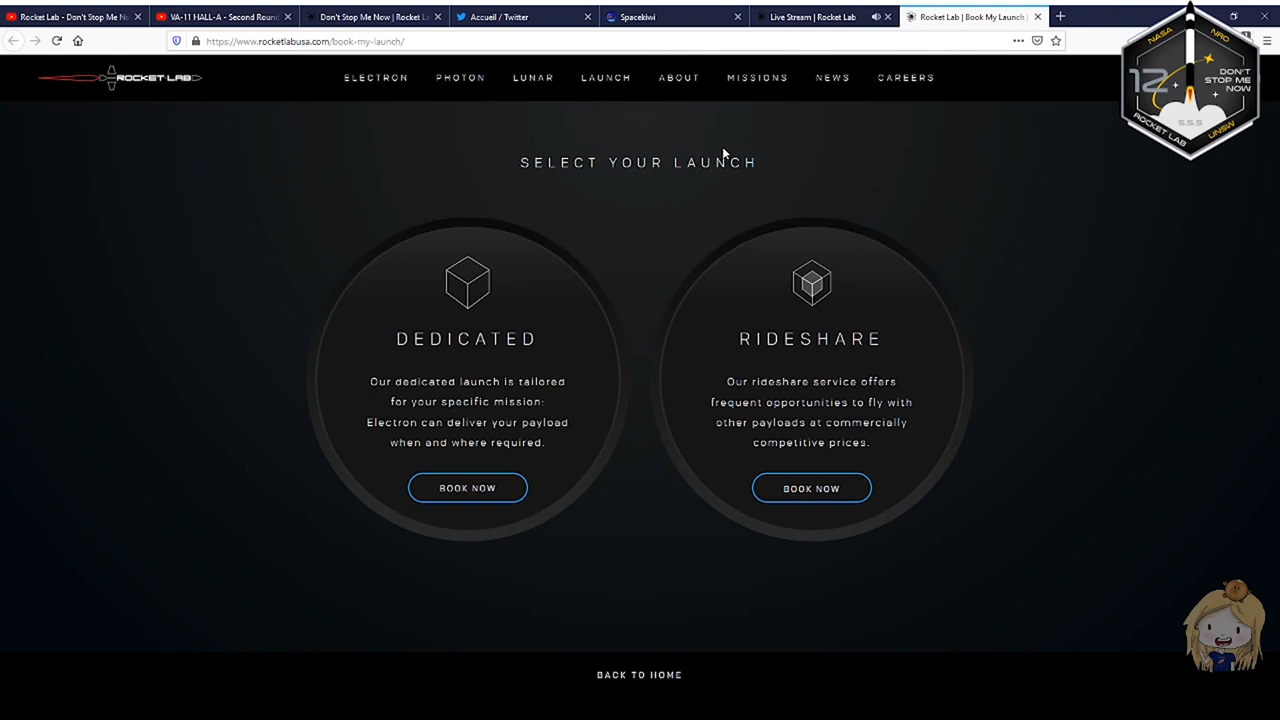 Rocket Lab - Don't Stop Me No
VA-11 HALL-A - Second Round
Don't Stop Me Now | Rocket L
Accueil / Twitter
Spacekiwi
Live Stream | Rocket Lab
Rocket Lab | Book My Launch |
https://www.rocketlabusa.com/book-my-launch/
ROCKET LAB
ELECTRON PHOTON LUNAR LAUNCH ABOUT MISSIONS NEWS CAREERS
NASA
NRO
12
DON'T
STOP ME
NOW
S.S.S
ROCKET LAB
UNSW
SELECT YOUR LAUNCH
DEDICATED
Our dedicated launch is tailored
for your specific mission:
Electron can deliver your payload
when and where required.
BOOK NOW
RIDESHARE
Our rideshare service offers
frequent opportunities to fly with
other payloads at commercially
competitive prices.
BOOK NOW
BACK TO HOME